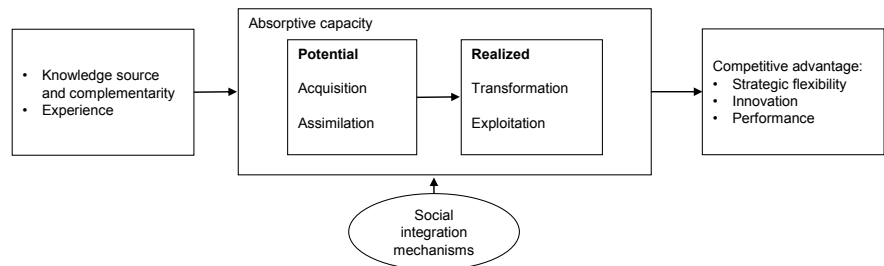 Absorptive capacity
• Knowledge source
and complementarity
• Experience
Potential
Acquisition
Assimilation
Realized
Transformation
Exploitation
Competitive advantage:
• Strategic flexibility
• Innovation
• Performance
Social
integration
mechanisms